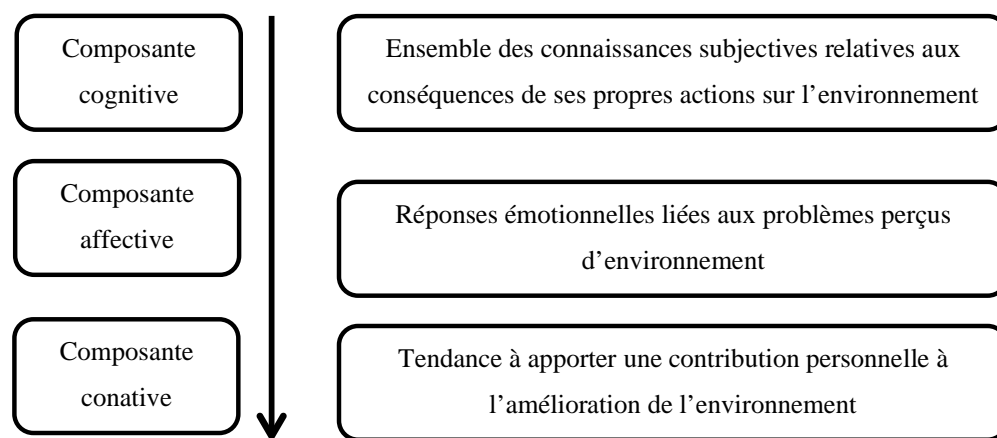 Composante
cognitive
Ensemble des connaissances subjectives relatives aux
conséquences de ses propres actions sur l’environnement
Composante
affective
Réponses émotionnelles liées aux problèmes perçus
d’environnement
Composante
conative
Tendance à apporter une contribution personnelle à
l’amélioration de l’environnement